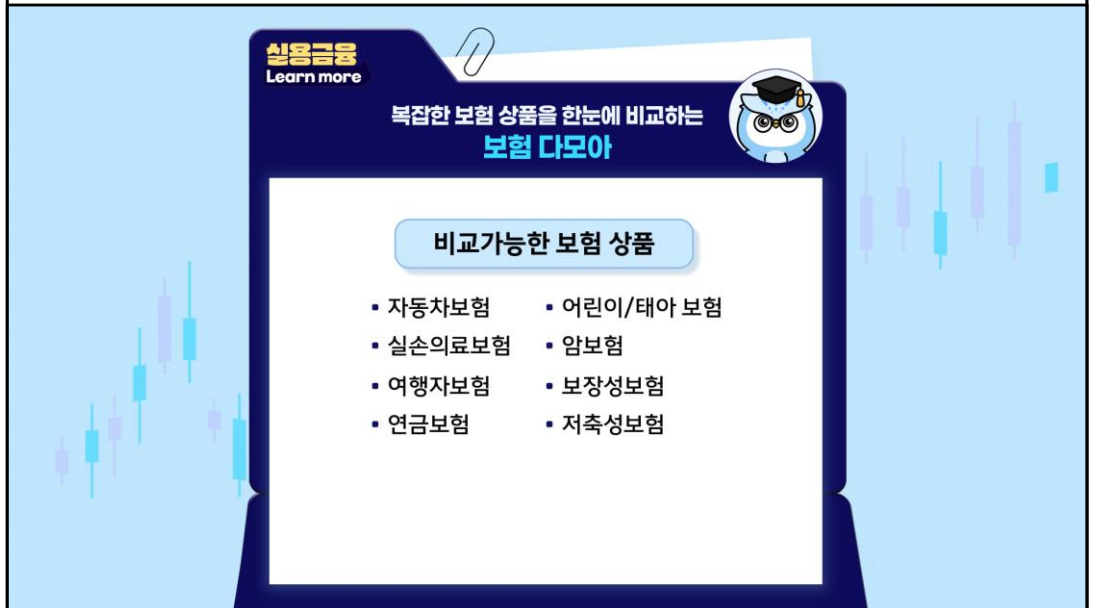 실용금융
Learn more
복잡한 보험 상품을 한눈에 비교하는
보험 다모아
비교가능한 보험 상품
▪ 자동차보험
▪ 실손의료보험
▪ 여행자보험
▪ 연금보험
▪ 어린이/태아 보험
▪ 암보험
▪ 보장성보험
▪ 저축성보험